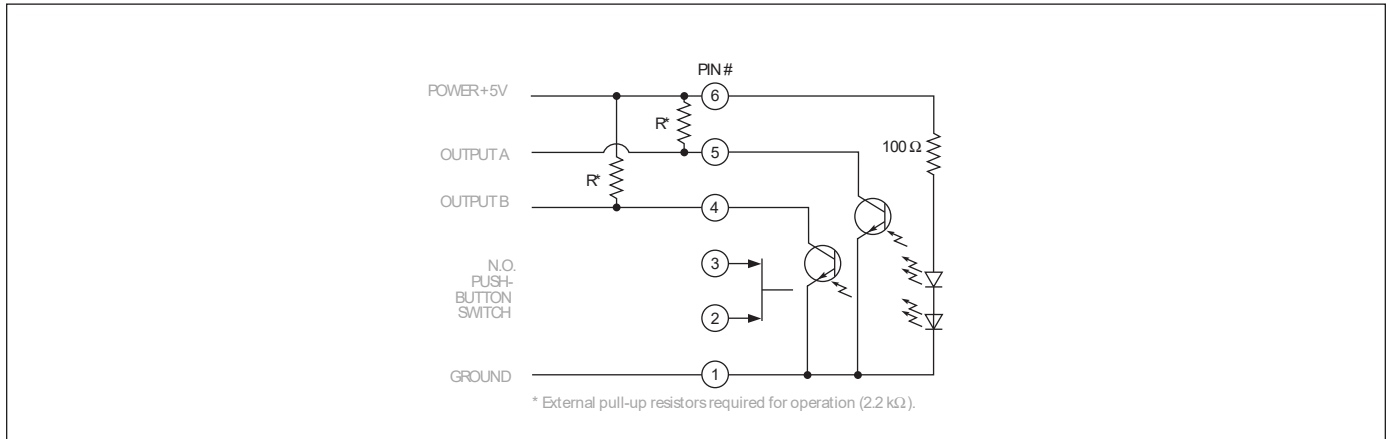 PIN #
POWER +5V
6
R*
OUTPUT A
5
100 Ω
R*
OUTPUT B
4
N.O.
PUSH-
BUTTON
SWITCH
3
2
GROUND
1
* External pull-up resistors required for operation (2.2 kΩ).